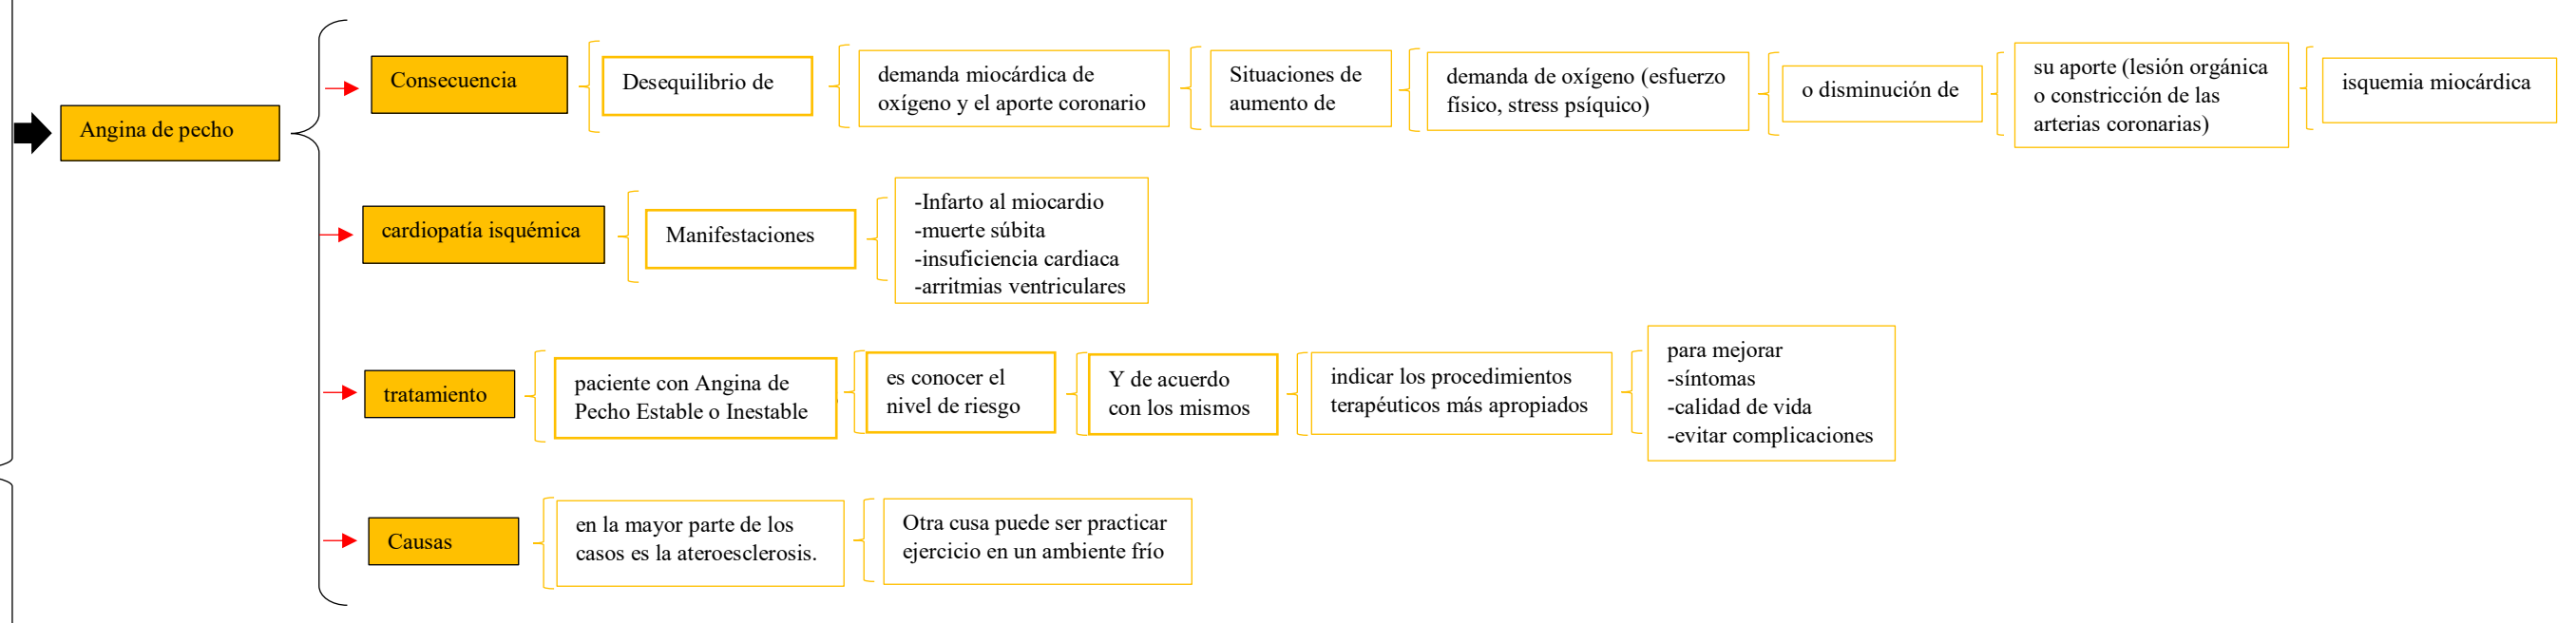 Angina de pecho
Consecuencia
Desequilibrio de
demanda miocárdica de
oxígeno y el aporte coronario
Situaciones de
aumento de
demanda de oxígeno (esfuerzo
físico, stress psíquico)
o disminución de
su aporte (lesión orgánica
o constricción de las
arterias coronarias)
isquemia miocárdica
cardiopatía isquémica
Manifestaciones
-Infarto al miocardio
-muerte súbita
-insuficiencia cardiaca
-arritmias ventriculares
tratamiento
paciente con Angina de
Pecho Estable o Inestable
es conocer el
nivel de riesgo
Y de acuerdo
con los mismos
indicar los procedimientos
terapéuticos más apropiados
para mejorar
-síntomas
-calidad de vida
-evitar complicaciones
Causas
en la mayor parte de los
casos es la ateroesclerosis.
Otra cusa puede ser practicar
ejercicio en un ambiente frío